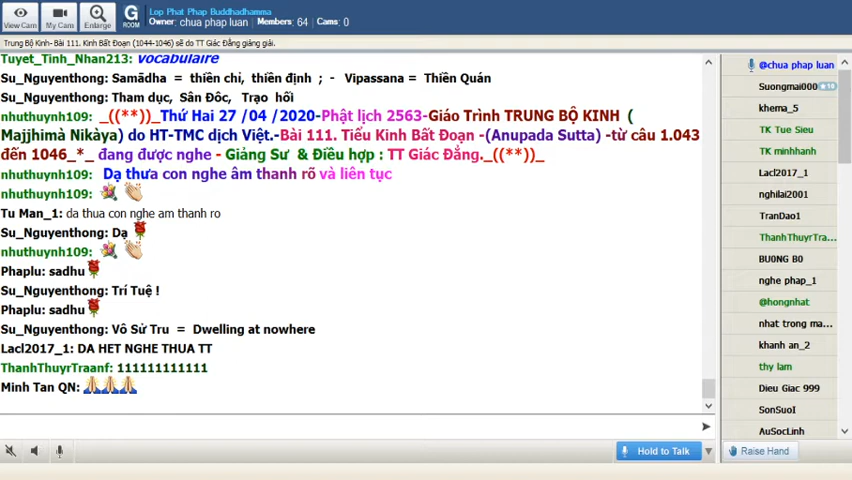 Lop Phat Phap Buddhadhamma
Owner: chua phap luan Members: 64 Cams: 0
View Cam
My Cam
Enlarge
G
ROOM
Trung Bộ Kinh- Bài 111. Kinh Bất Đoạn (1044-1046) sẽ do TT Giác Đẳng giảng giải.
Tuyet_Tinh_Nhan213: vocabulaire
Su_Nguyenthong: Samādha = thiền chỉ, thiền định ; - Vipassana = Thiền Quán
Su_Nguyenthong: Tham dục, Sân Đôc, Trạo hối
nhuthuynh109: _((**))_Thứ Hai 27 /04 /2020-Phật lịch 2563-Giáo Trình TRUNG BỘ KINH (
Majjhimà Nikàya) do HT-TMC dịch Việt.-Bài 111. Tiểu Kinh Bất Đoạn -(Anupada Sutta) -từ câu 1.043
đến 1046_*_ đang được nghe - Giảng Sư & Điều hợp : TT Giác Đẳng._((**))_
nhuthuynh109: Dạ thưa con nghe âm thanh rõ và liên tục
nhuthuynh109:
Tu Man_1: da thua con nghe am thanh ro
Su_Nguyenthong: Dạ
nhuthuynh109:
Phaplu: sadhu
Su_Nguyenthong: Trí Tuệ !
Phaplu: sadhu
Su_Nguyenthong: Vô Sử Tru = Dwelling at nowhere
Lacl2017_1: DA HET NGHE THUA TT
ThanhThuyrTraanf: 111111111111
Minh Tan QN:
Hold to Talk
@chua phap luan
Suongmai000
10
khema_5
TK Tue Sieu
TK minhhanh
Lacl2017_1
nghilai2001
TranDao1
ThanhThuyrTra...
BU0NG B0
nghe phap_1
@hongnhat
nhat trong ma...
khanh an_2
thy lam
Dieu Giac 999
SonSuoI
AuSocLinh
Raise Hand